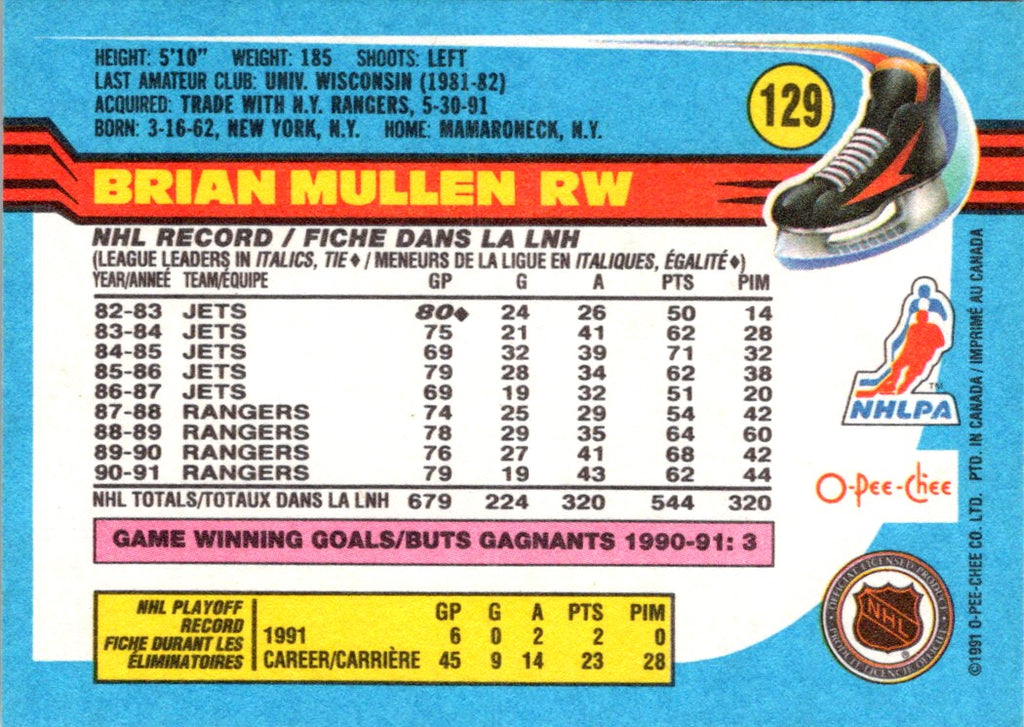 HEIGHT: 5'10" WEIGHT: 185 SHOOTS: LEFT
LAST AMATEUR CLUB: UNIV. WISCONSIN (1981-82)
ACQUIRED: TRADE WITH N.Y. RANGERS, 5-30-91
BORN: 3-16-62, NEW YORK, N.Y. HOME: MAMARONECK, N.Y.
129
BRIAN MULLEN RW
NHL RECORD / FICHE DANS LA LNH
(LEAGUE LEADERS IN ITALICS, TIE♦ / MENEURS DE LA LIGUE EN ITALIQUES, ÉGALITÉ♦)
YEAR/ANNÉE TEAM/ÉQUIPE GP G A PTS PIM
82-83 JETS 80♦ 24 26 50 14
83-84 JETS 75 21 41 62 28
84-85 JETS 69 32 39 71 32
85-86 JETS 79 28 34 62 38
86-87 JETS 69 19 32 51 20
87-88 RANGERS 74 25 29 54 42
88-89 RANGERS 78 29 35 64 60
89-90 RANGERS 76 27 41 68 42
90-91 RANGERS 79 19 43 62 44
NHL TOTALS/TOTAUX DANS LA LNH 679 224 320 544 320
GAME WINNING GOALS/BUTS GAGNANTS 1990-91: 3
NHL PLAYOFF
RECORD
FICHE DURANT LES
ÉLIMINATOIRES
GP G A PTS PIM
1991 6 0 2 2 0
CAREER/CARRIÈRE 45 9 14 23 28
TM
NHLPA
O-PEE-CHEE
OFFICIAL LICENSED PRODUCT
NHL
®
PRODUIT LICENCIÉ OFFICIEL
©1991 O-PEE-CHEE CO. LTD. PTD. IN CANADA / IMPRIMÉ AU CANADA